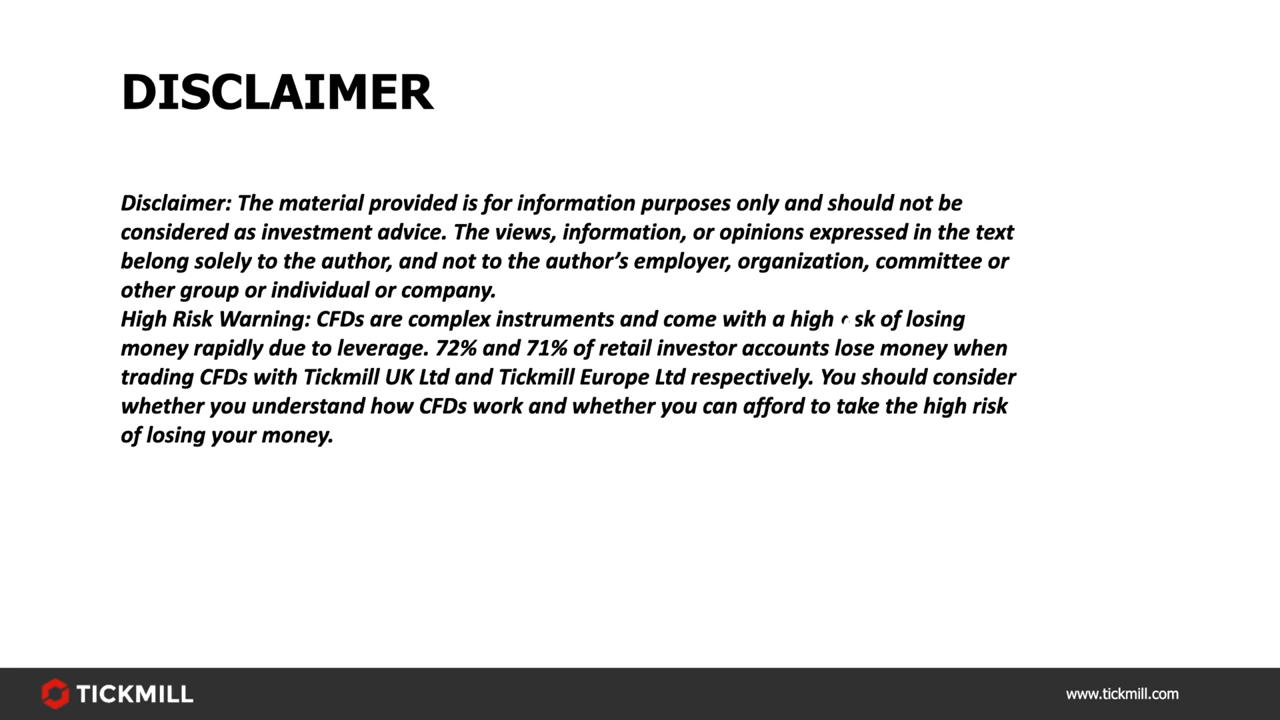 DISCLAIMER
Disclaimer: The material provided is for information purposes only and should not be
considered as investment advice. The views, information, or opinions expressed in the text
belong solely to the author, and not to the author’s employer, organization, committee or
other group or individual or company.
High Risk Warning: CFDs are complex instruments and come with a high sk of losing
money rapidly due to leverage. 72% and 71% of retail investor accounts lose money when
trading CFDs with Tickmill UK Ltd and Tickmill Europe Ltd respectively. You should consider
whether you understand how CFDs work and whether you can afford to take the high risk
of losing your money.
TICKMILL
www.tickmill.com